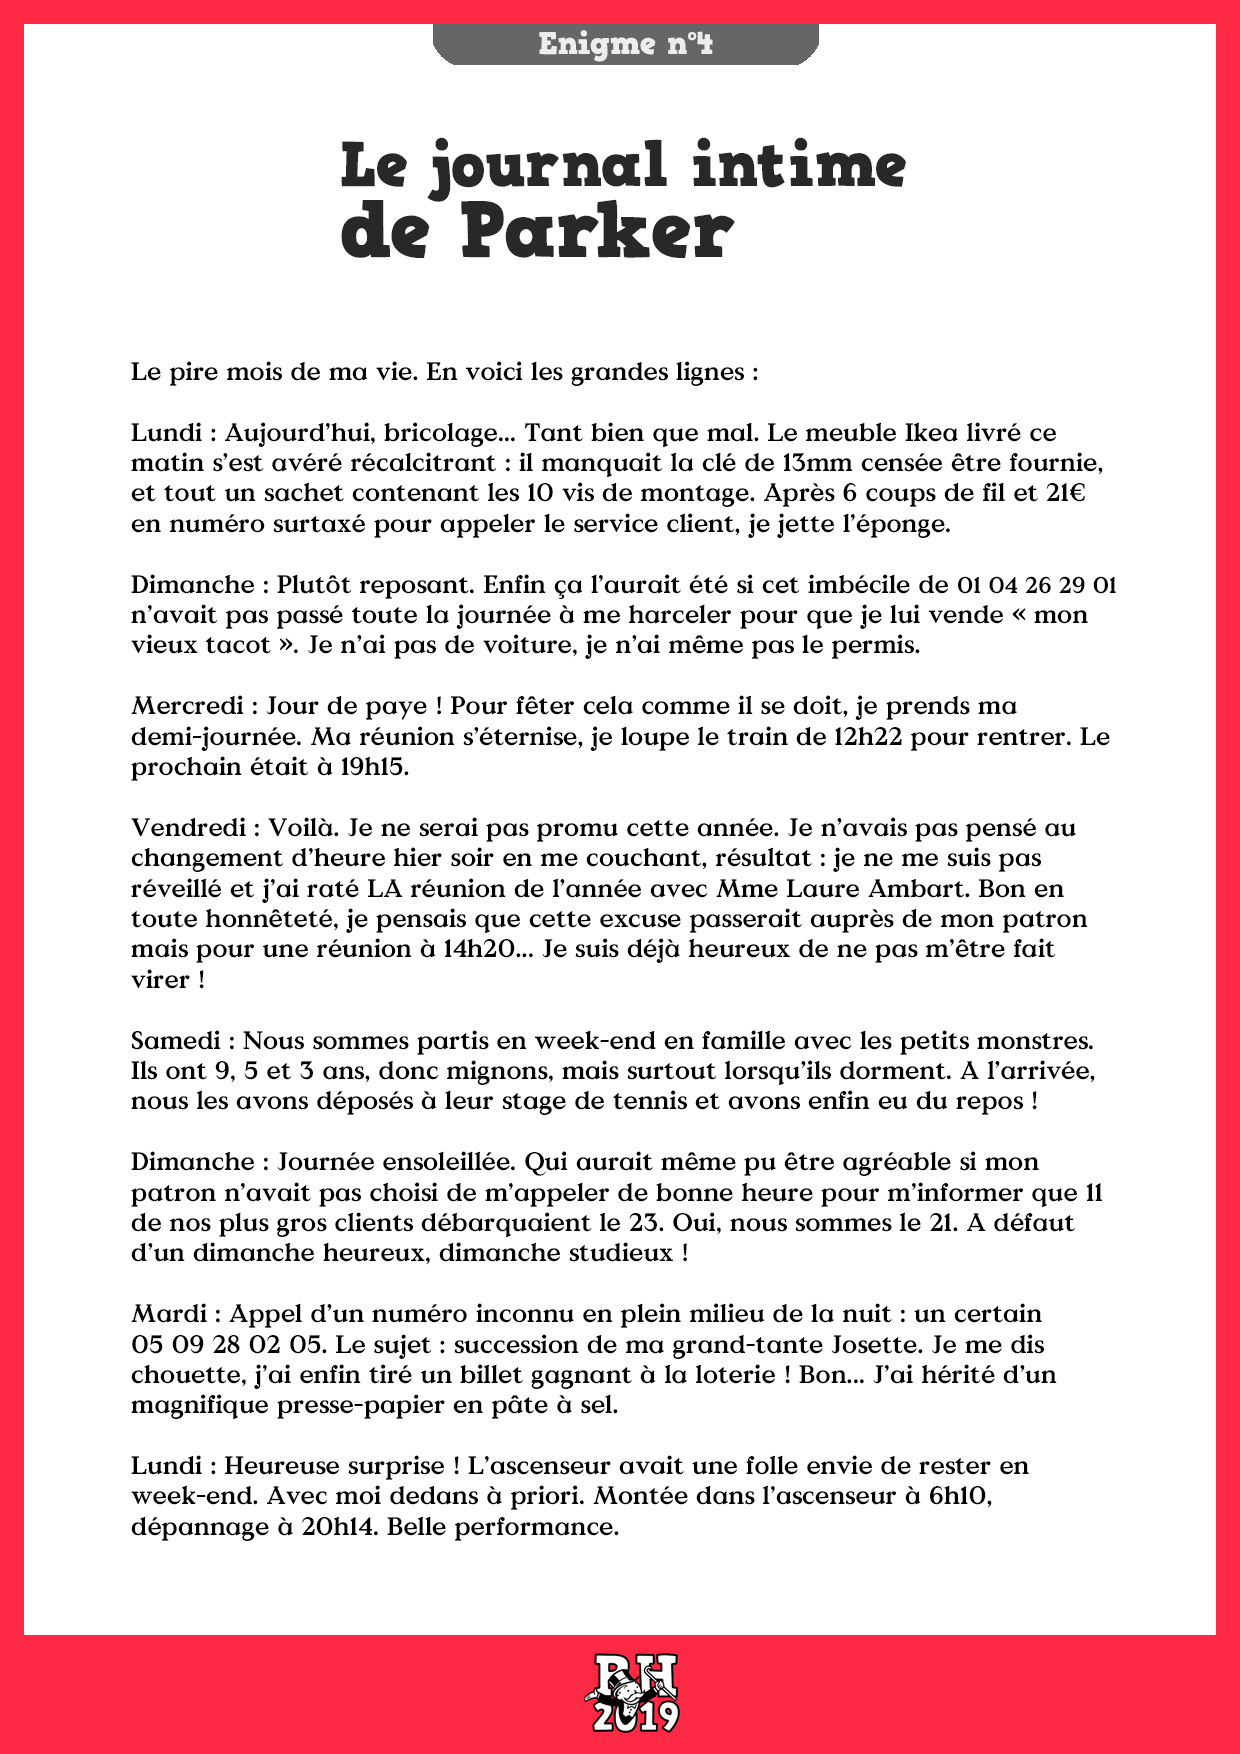 Enigme n°4
Le journal intime
de Parker
Le pire mois de ma vie. En voici les grandes lignes :
Lundi : Aujourd’hui, bricolage... Tant bien que mal. Le meuble Ikea livré ce
matin s’est avéré récalcitrant : il manquait la clé de 13mm censée être fournie,
et tout un sachet contenant les 10 vis de montage. Après 6 coups de fil et 21€
en numéro surtaxé pour appeler le service client, je jette l’éponge.
Dimanche : Plutôt reposant. Enfin ça l’aurait été si cet imbécile de 01 04 26 29 01
n’avait pas passé toute la journée à me harceler pour que je lui vende « mon
vieux tacot ». Je n’ai pas de voiture, je n’ai même pas le permis.
Mercredi : Jour de paye ! Pour fêter cela comme il se doit, je prends ma
demi-journée. Ma réunion s’éternise, je loupe le train de 12h22 pour rentrer. Le
prochain était à 19h15.
Vendredi : Voilà. Je ne serai pas promu cette année. Je n’avais pas pensé au
changement d’heure hier soir en me couchant, résultat : je ne me suis pas
réveillé et j’ai raté LA réunion de l’année avec Mme Laure Ambart. Bon en
toute honnêteté, je pensais que cette excuse passerait auprès de mon patron
mais pour une réunion à 14h20... Je suis déjà heureux de ne pas m’être fait
virer !
Samedi : Nous sommes partis en week-end en famille avec les petits monstres.
Ils ont 9, 5 et 3 ans, donc mignons, mais surtout lorsqu’ils dorment. A l’arrivée,
nous les avons déposés à leur stage de tennis et avons enfin eu du repos !
Dimanche : Journée ensoleillée. Qui aurait même pu être agréable si mon
patron n’avait pas choisi de m’appeler de bonne heure pour m’informer que 11
de nos plus gros clients débarquaient le 23. Oui, nous sommes le 21. A défaut
d’un dimanche heureux, dimanche studieux !
Mardi : Appel d’un numéro inconnu en plein milieu de la nuit : un certain
05 09 28 02 05. Le sujet : succession de ma grand-tante Josette. Je me dis
chouette, j’ai enfin tiré un billet gagnant à la loterie ! Bon... J’ai hérité d’un
magnifique presse-papier en pâte à sel.
Lundi : Heureuse surprise ! L’ascenseur avait une folle envie de rester en
week-end. Avec moi dedans à priori. Montée dans l’ascenseur à 6h10,
dépannage à 20h14. Belle performance.
RH
2019